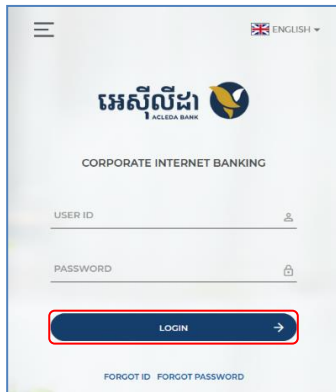 ENGLISH
អេស៊ីលីដា
ACLEDA BANK
CORPORATE INTERNET BANKING
USER ID
PASSWORD
LOGIN
FORGOT ID FORGOT PASSWORD